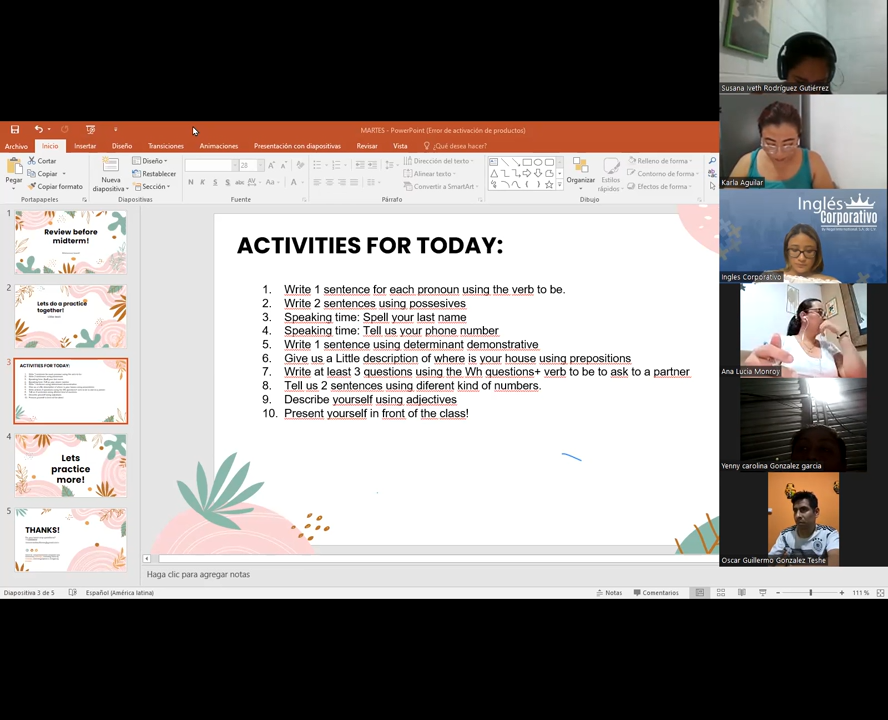 MARTES - PowerPoint (Error de activación de productos)
Archivo Inicio Insertar Diseño Transiciones Animaciones Presentación con diapositivas Revisar Vista ¿Qué desea hacer?
Pegar
Cortar
Copiar
Copiar formato
Portapapeles
Nueva diapositiva
Diseño
Restablecer
Sección
Diapositivas
28
N K S abc AV Aa A
Fuente
Dirección del texto
Alinear texto
Convertir a SmartArt
Párrafo
Organizar
Estilos rápidos
Relleno de forma
Contorno de forma
Efectos de forma
Dibujo
1
Review before
midterm!
2
Lets do a practice
together!
3
ACTIVITIES FOR TODAY:
4
Lets
practice
more!
5
THANKS!
ACTIVITIES FOR TODAY:
1. Write 1 sentence for each pronoun using the verb to be.
2. Write 2 sentences using possesives
3. Speaking time: Spell your last name
4. Speaking time: Tell us your phone number
5. Write 1 sentence using determinant demonstrative
6. Give us a Little description of where is your house using prepositions
7. Write at least 3 questions using the Wh questions+ verb to be to ask to a partner
8. Tell us 2 sentences using diferent kind of numbers.
9. Describe yourself using adjectives
10. Present yourself in front of the class!
Haga clic para agregar notas
Diapositiva 3 de 5 Español (América latina) Notas Comentarios 111 %
Susana Iveth Rodríguez Gutiérrez
Karla Aguilar
Inglés
Corporativo
Ingles Corporativo
Ana Lucía Monroy
Yenny carolina Gonzalez garcia
Oscar Guillermo Gonzalez Teshe